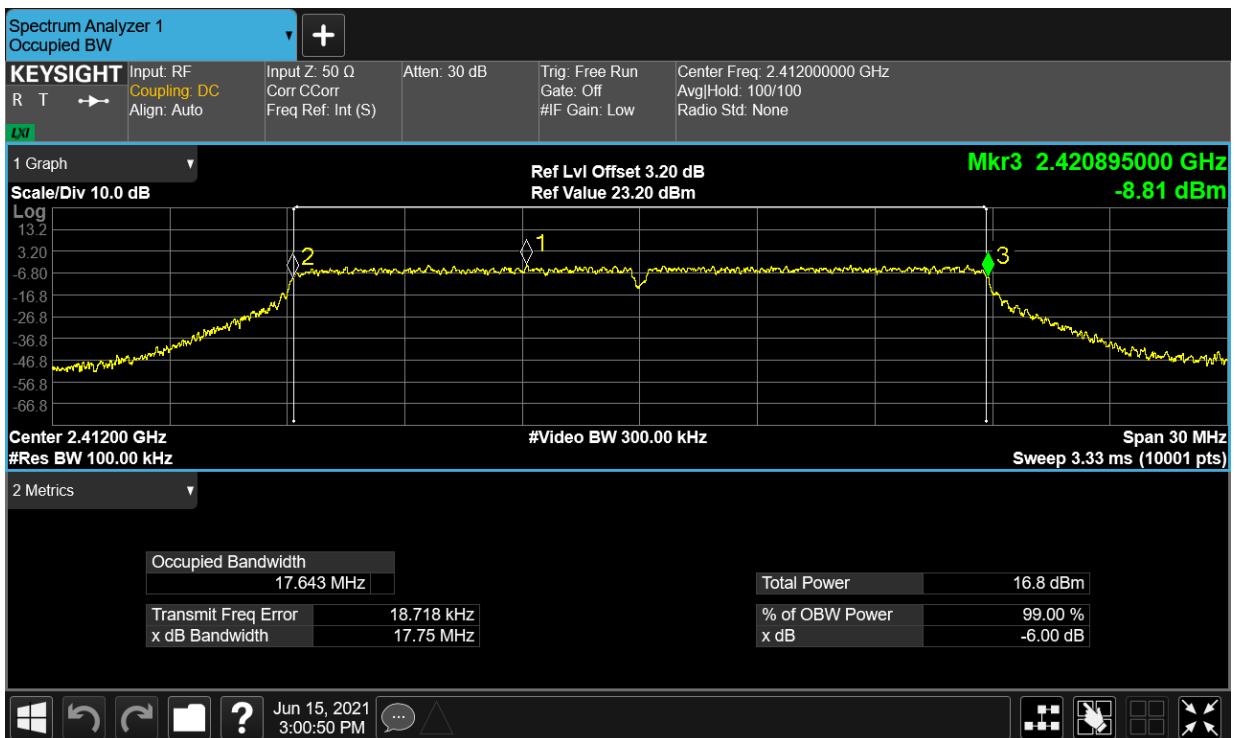 Spectrum Analyzer 1
Occupied BW
KEYSIGHT
R T
LXI
Input: RF
Coupling: DC
Align: Auto
Input Z: 50 Ω
Corr CCorr
Freq Ref: Int (S)
Atten: 30 dB
Trig: Free Run
Gate: Off
#IF Gain: Low
Center Freq: 2.412000000 GHz
Avg|Hold: 100/100
Radio Std: None
1 Graph
Scale/Div 10.0 dB
Ref Lvl Offset 3.20 dB
Ref Value 23.20 dBm
Mkr3 2.420895000 GHz
-8.81 dBm
Log
13.2
3.20
-6.80
-16.8
-26.8
-36.8
-46.8
-56.8
-66.8
2
1
3
Center 2.41200 GHz
#Res BW 100.00 kHz
#Video BW 300.00 kHz
Span 30 MHz
Sweep 3.33 ms (10001 pts)
2 Metrics
Occupied Bandwidth
17.643 MHz
Transmit Freq Error 18.718 kHz
x dB Bandwidth 17.75 MHz
Total Power 16.8 dBm
% of OBW Power 99.00 %
x dB -6.00 dB
?
Jun 15, 2021
3:00:50 PM